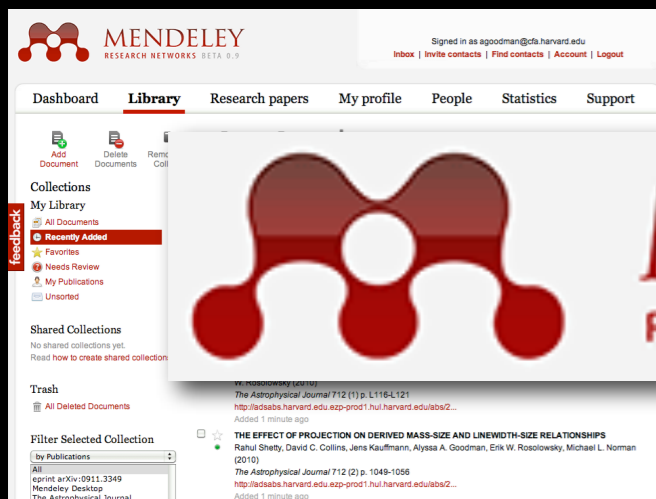 MENDELEY
RESEARCH NETWORKS BETA 0.9
Signed in as agoodman@cfa.harvard.edu
Inbox | Invite contacts | Find contacts | Account | Logout
Dashboard Library Research papers My profile People Statistics Support
Add Document
Delete Documents
Collections
My Library
feedback
All Documents
Recently Added
Favorites
Needs Review
My Publications
Unsorted
Shared Collections
No shared collections yet.
Read how to create shared collection
Trash
All Deleted Documents
Filter Selected Collection
by Publications
All
eprint arXiv:0911.3349
Mendeley Desktop
The Astrophysical Journal
W. Rosolowsky (2010)
The Astrophysical Journal 712 (1) p. L116-L121
http://adsabs.harvard.edu.ezp-prod1.hul.harvard.edu/abs/2...
Added 1 minute ago
THE EFFECT OF PROJECTION ON DERIVED MASS-SIZE AND LINEWIDTH-SIZE RELATIONSHIPS
Rahul Shetty, David C. Collins, Jens Kauffmann, Alyssa A. Goodman, Erik W. Rosolowsky, Michael L. Norman
(2010)
The Astrophysical Journal 712 (2) p. 1049-1056
http://adsabs.harvard.edu.ezp-prod1.hul.harvard.edu/abs/2...
Added 1 minute ago